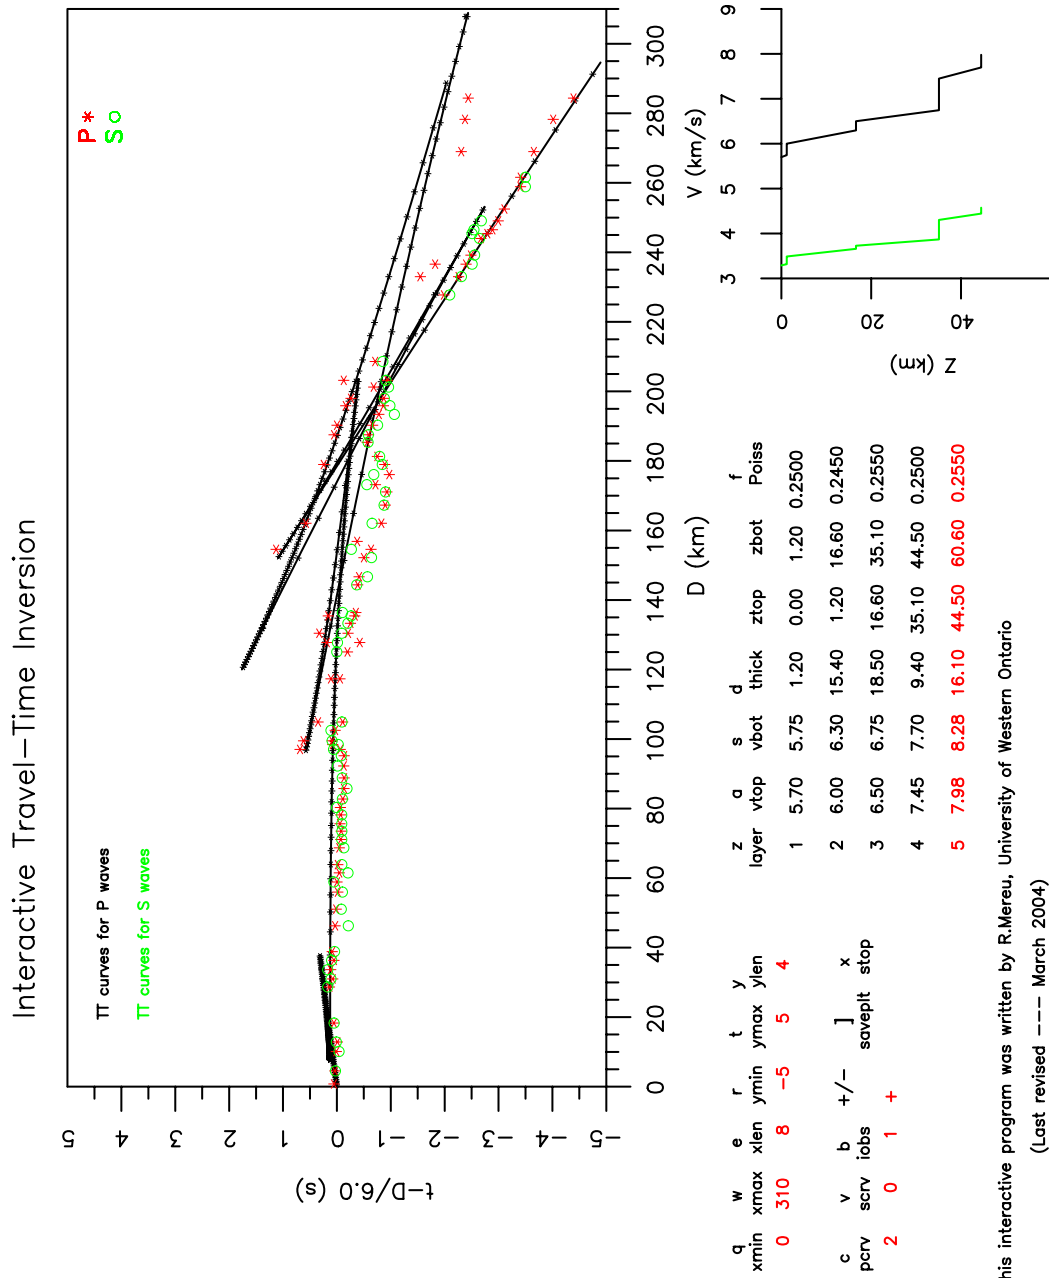 Interactive Travel-Time Inversion
P *
S o
TT curves for P waves
TT curves for S waves
t-D/6.0 (s)
5
4
3
2
1
0
-1
-2
-3
-4
-5
0 20 40 60 80 100 120 140 160 180 200 220 240 260 280 300
D (km)
V (km/s)
9
8
7
6
5
4
3
0 20 40
Z (km)
q w e r t y
xmin xmax xlen ymin ymax ylen
0 310 8 -5 5 4
c v b +/- ] x
pcrv scrv iobs saveplt stop
2 0 1 +
z a s d f
layer vtop vbot thick ztop zbot Poiss
1 5.70 5.75 1.20 0.00 1.20 0.2500
2 6.00 6.30 15.40 1.20 16.60 0.2450
3 6.50 6.75 18.50 16.60 35.10 0.2550
4 7.45 7.70 9.40 35.10 44.50 0.2500
5 7.98 8.28 16.10 44.50 60.60 0.2550
his interactive program was written by R.Mereu, University of Western Ontario
(Last revised ---- March 2004)